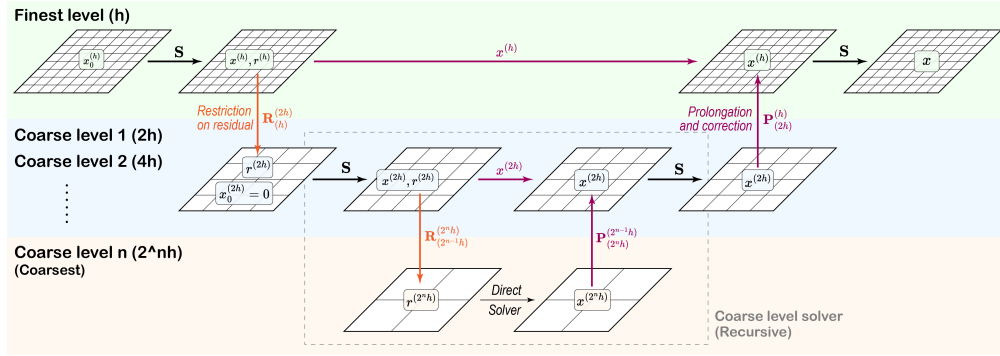 Finest level (h)
x_0^{(h)}
S
x^{(h)}, r^{(h)}
x^{(h)}
x^{(h)}
S
x
Restriction
on residual
R_{(h)}^{(2h)}
Prolongation
and correction
P_{(2h)}^{(h)}
Coarse level 1 (2h)
Coarse level 2 (4h)
r^{(2h)}
x_0^{(2h)} = 0
S
x^{(2h)}, r^{(2h)}
x^{(2h)}
x^{(2h)}
S
x^{(2h)}
R_{(2^{n-1}h)}^{(2^n h)}
P_{(2^n h)}^{(2^{n-1}h)}
Coarse level n (2^nh)
(Coarsest)
r^{(2^n h)}
Direct
Solver
x^{(2^n h)}
Coarse level solver
(Recursive)